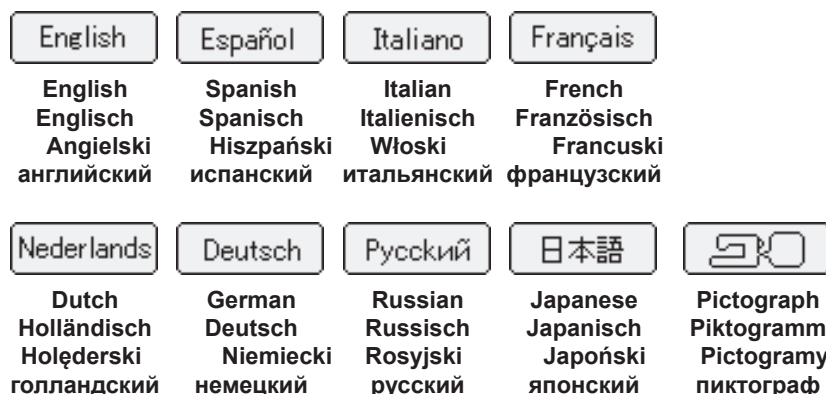 English Español Italiano Français
English Spanish Italian French
Englisch Spanisch Italienisch Französisch
Angielski Hiszpański Włoski Francuski
английский испанский итальянский французский
Nederlands Deutsch Русский 日本語
Dutch German Russian Japanese Pictograph
Holländisch Deutsch Russisch Japanisch Piktogramm
Holęderski Niemiecki Rosyjski Japoński Pictogramy
голландский немецкий русский японский пиктограф